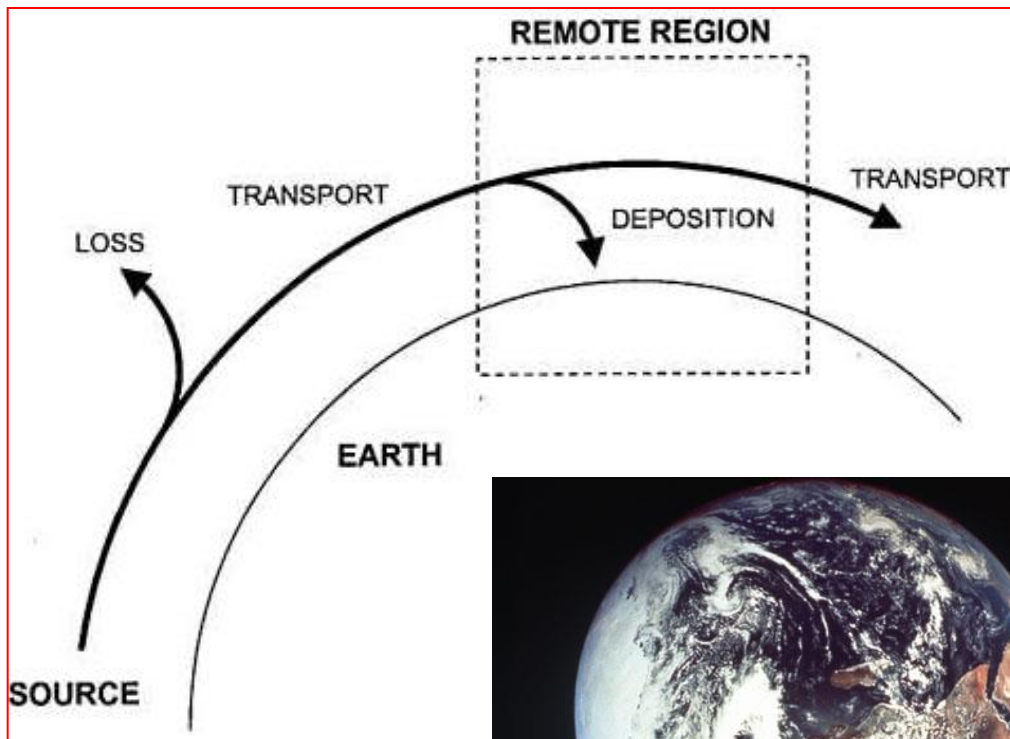 REMOTE REGION
TRANSPORT
TRANSPORT
DEPOSITION
LOSS
EARTH
SOURCE